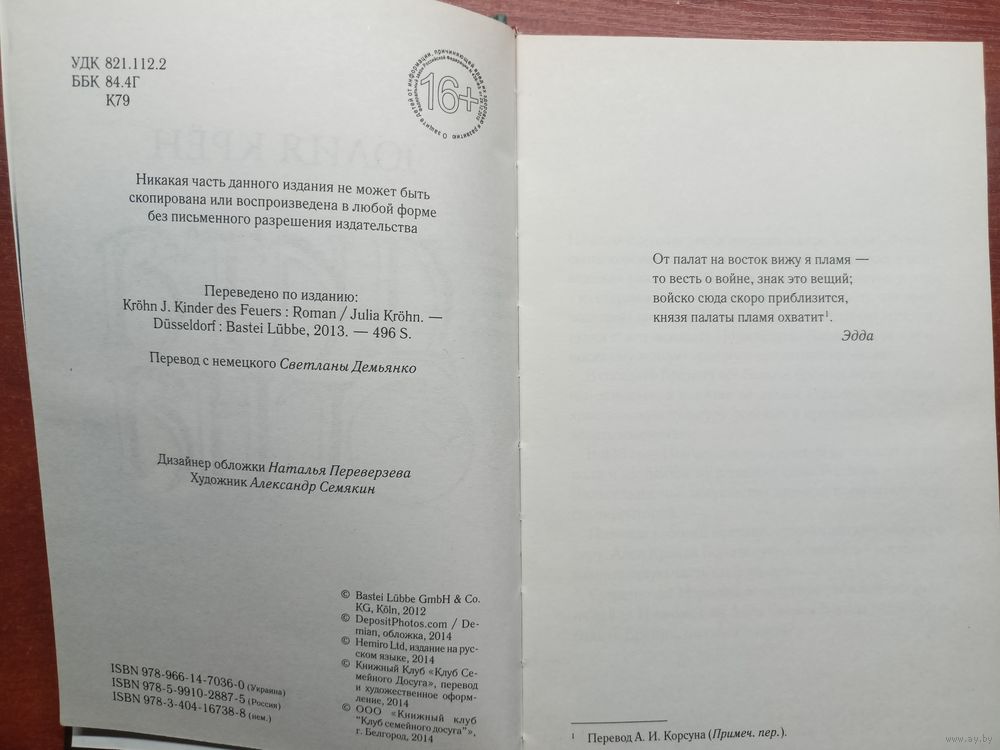 УДК 821.112.2
ББК 84.4Г
К79
16+
Никакая часть данного издания не может быть
скопирована или воспроизведена в любой форме
без письменного разрешения издательства
Переведено по изданию:
Kröhn J. Kinder des Feuers : Roman / Julia Kröhn. —
Düsseldorf : Bastei Lübbe, 2013. — 496 S.
Перевод с немецкого Светланы Демьянко
Дизайнер обложки Наталья Переверзева
Художник Александр Семякин
© Bastei Lübbe GmbH & Co.
KG, Köln, 2012
© DepositPhotos.com / De-
mian, обложка, 2014
© Hemiro Ltd, издание на рус-
ском языке, 2014
© Книжный Клуб «Клуб Се-
мейного Досуга», перевод
и художественное оформ-
ление, 2014
© ООО «Книжный клуб
"Клуб семейного досуга"»,
г. Белгород, 2014
ISBN 978-966-14-7036-0 (Украина)
ISBN 978-5-9910-2887-5 (Россия)
ISBN 978-3-404-16738-8 (нем.)
От палат на восток вижу я пламя —
то весть о войне, знак это вещий;
войско сюда скоро приблизится,
князя палаты пламя охватит¹.
Эдда
¹ Перевод А. И. Корсуна (Примеч. пер.).
www.ay.by